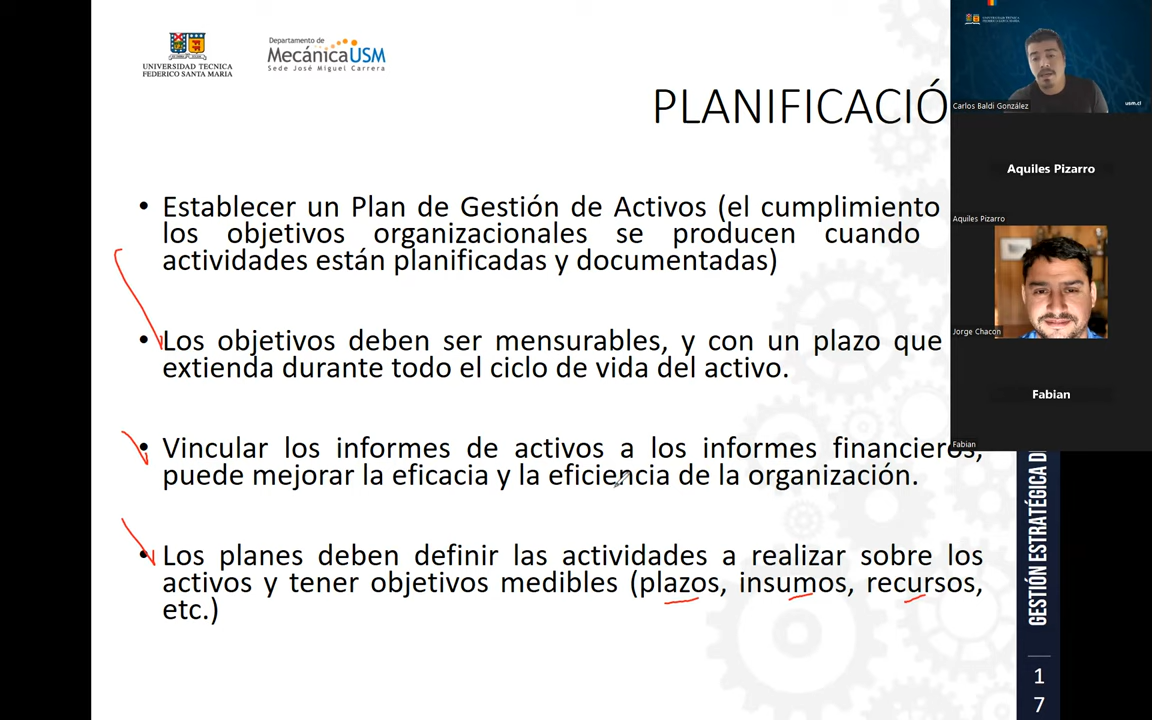 UNIVERSIDAD TECNICA
FEDERICO SANTA MARIA
Departamento de
MecánicaUSM
Sede José Miguel Carrera
PLANIFICACIÓ
• Establecer un Plan de Gestión de Activos (el cumplimiento
los objetivos organizacionales se producen cuando
actividades están planificadas y documentadas)
• Los objetivos deben ser mensurables, y con un plazo que
extienda durante todo el ciclo de vida del activo.
• Vincular los informes de activos a los informes financieros,
puede mejorar la eficacia y la eficiencia de la organización.
• Los planes deben definir las actividades a realizar sobre los
activos y tener objetivos medibles (plazos, insumos, recursos,
etc.)
usm.cl
Carlos Baldi González
Aquiles Pizarro
Aquiles Pizarro
Jorge Chacon
Fabian
Fabian
GESTIÓN ESTRATÉGICA DE
1
7